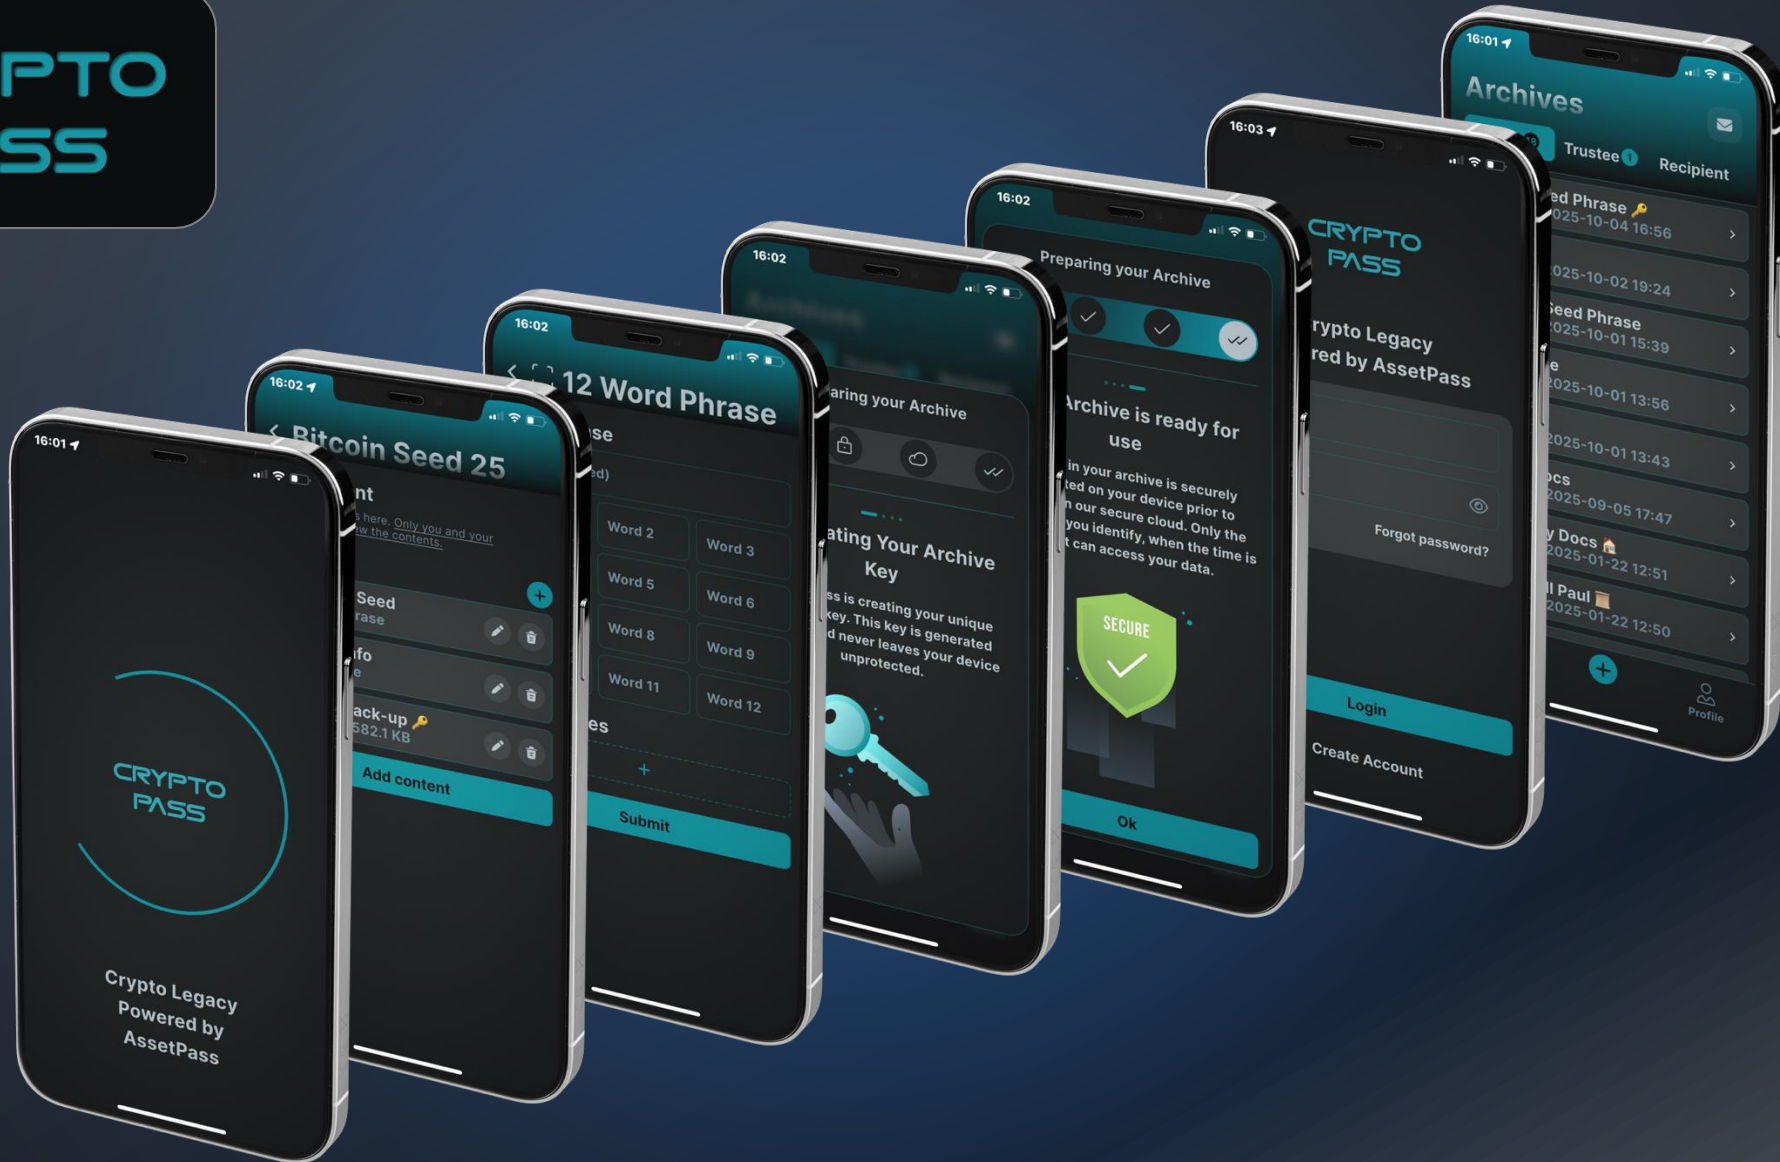 PTO
SS
16:01
CRYPTO
PASS
Crypto Legacy
Powered by
AssetPass
16:02
Bitcoin Seed 25
nt
s here. Only you and your
ew the contents.
Seed
rase
nfo
e
ack-up 🔑
582.1 KB
Add content
16:02
12 Word Phrase
ase
ed)
Word 2
Word 3
Word 5
Word 6
Word 8
Word 9
Word 11
Word 12
es
Submit
16:02
Archives
aring your Archive
ating Your Archive
Key
ss is creating your unique
key. This key is generated
d never leaves your device
unprotected.
16:02
Preparing your Archive
Archive is ready for
use
in your archive is securely
ted on your device prior to
n our secure cloud. Only the
you identify, when the time is
t can access your data.
SECURE
Ok
16:03
CRYPTO
PASS
rypto Legacy
red by AssetPass
Forgot password?
Login
Create Account
16:01
Archives
Trustee 1
Recipient
ed Phrase 🔑
025-10-04 16:56
025-10-02 19:24
Seed Phrase
025-10-01 15:39
e
2025-10-01 13:56
2025-10-01 13:43
ocs
2025-09-05 17:47
y Docs 🏠
2025-01-22 12:51
ll Paul 📜
2025-01-22 12:50
Profile